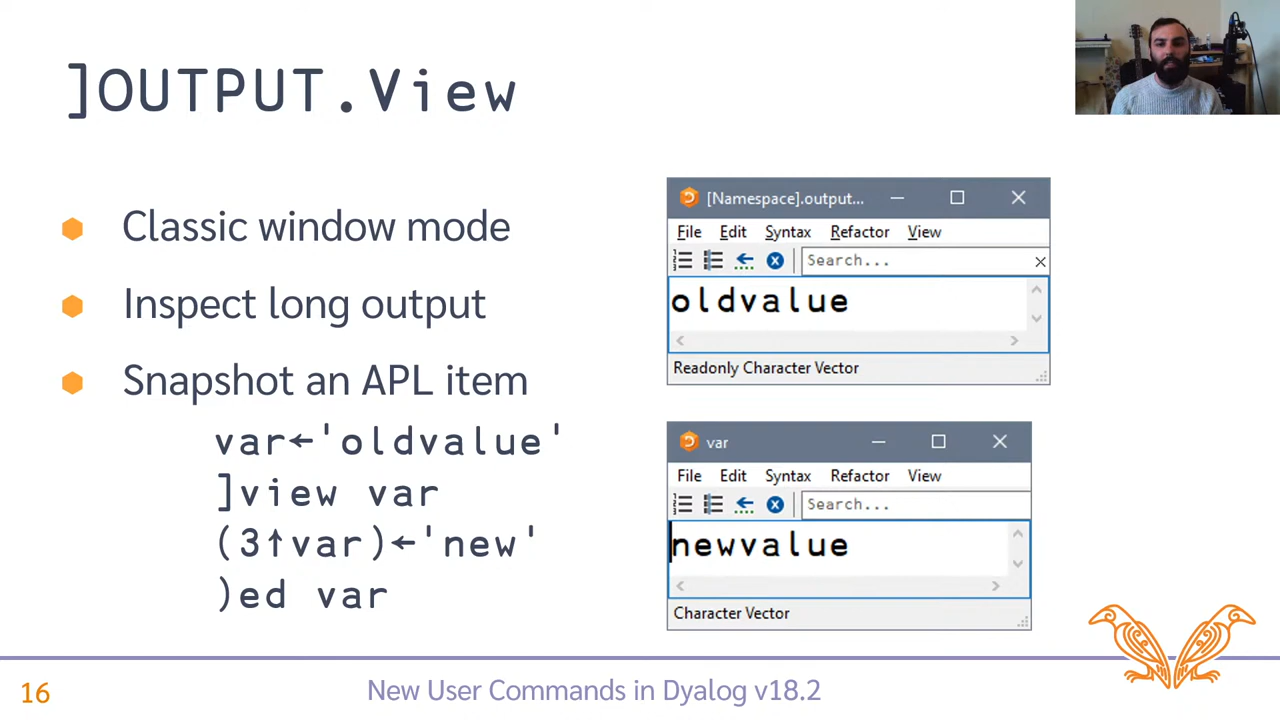 ]OUTPUT.View
Classic window mode
Inspect long output
Snapshot an APL item
var←'oldvalue'
]view var
(3↑var)←'new'
)ed var
[Namespace].output...
File Edit Syntax Refactor View
Search...
oldvalue
Readonly Character Vector
var
File Edit Syntax Refactor View
Search...
newvalue
Character Vector
16
New User Commands in Dyalog v18.2